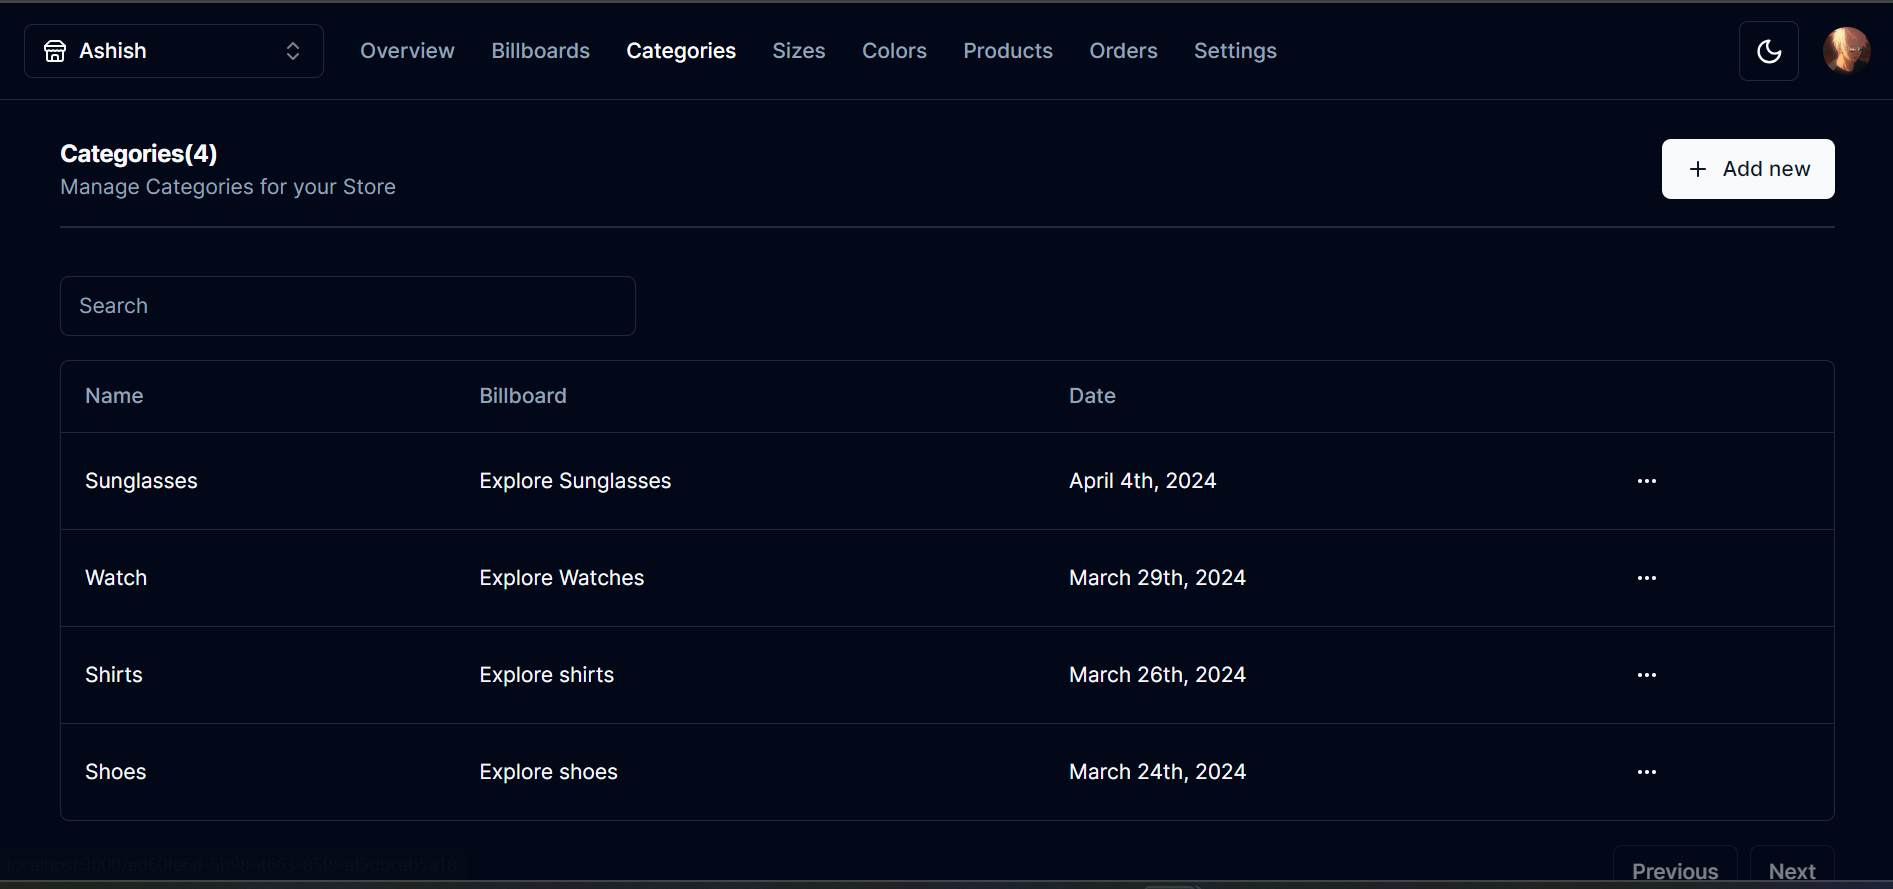 Ashish Overview Billboards Categories Sizes Colors Products Orders Settings
Categories(4)
Manage Categories for your Store
Add new
Search
Name Billboard Date
Sunglasses Explore Sunglasses April 4th, 2024
Watch Explore Watches March 29th, 2024
Shirts Explore shirts March 26th, 2024
Shoes Explore shoes March 24th, 2024
Previous Next